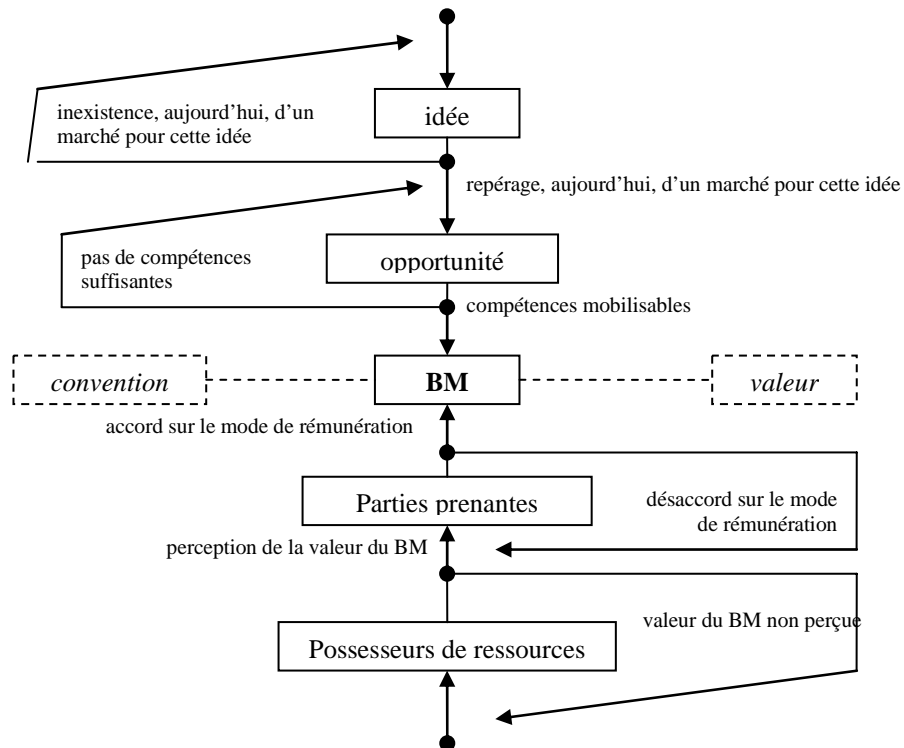 idée
inexistence, aujourd'hui, d'un
marché pour cette idée
repérage, aujourd'hui, d'un marché pour cette idée
opportunité
pas de compétences
suffisantes
compétences mobilisables
convention
BM
valeur
accord sur le mode de rémunération
Parties prenantes
désaccord sur le mode
de rémunération
perception de la valeur du BM
valeur du BM non perçue
Possesseurs de ressources